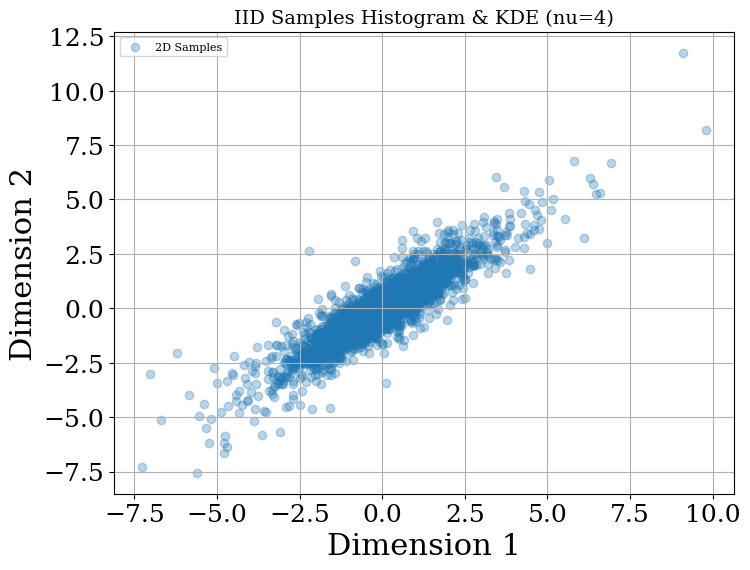 IID Samples Histogram & KDE (nu=4)
2D Samples
12.5
10.0
7.5
5.0
2.5
0.0
−2.5
−5.0
−7.5
Dimension 2
−7.5 −5.0 −2.5 0.0 2.5 5.0 7.5 10.0
Dimension 1